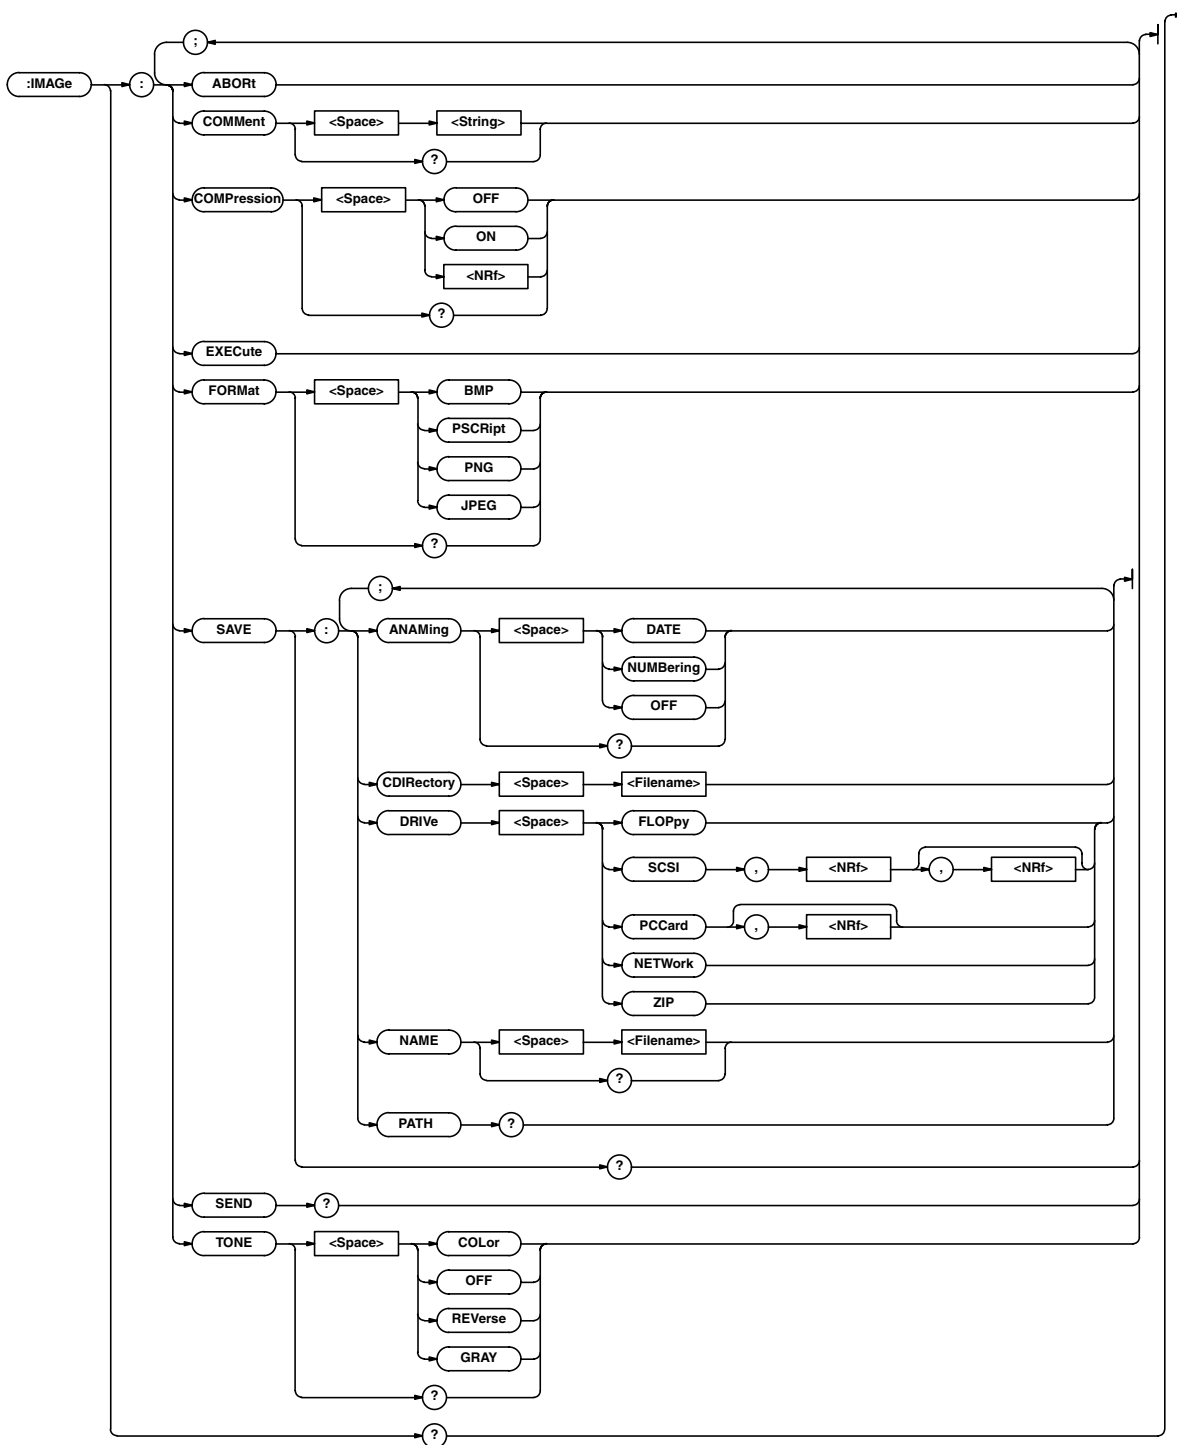 ;
:IMAGe : ABORt
COMMent <Space> <String>
?
COMPression <Space> OFF
ON
<NRf>
?
EXECute
FORMat <Space> BMP
PSCRipt
PNG
JPEG
?
;
SAVE : ANAMing <Space> DATE
NUMBering
OFF
?
CDIRectory <Space> <Filename>
DRIVe <Space> FLOPpy
SCSI , <NRf> , <NRf>
PCCard , <NRf>
NETWork
ZIP
NAME <Space> <Filename>
?
PATH ?
?
SEND ?
TONE <Space> COLor
OFF
REVerse
GRAY
?
?